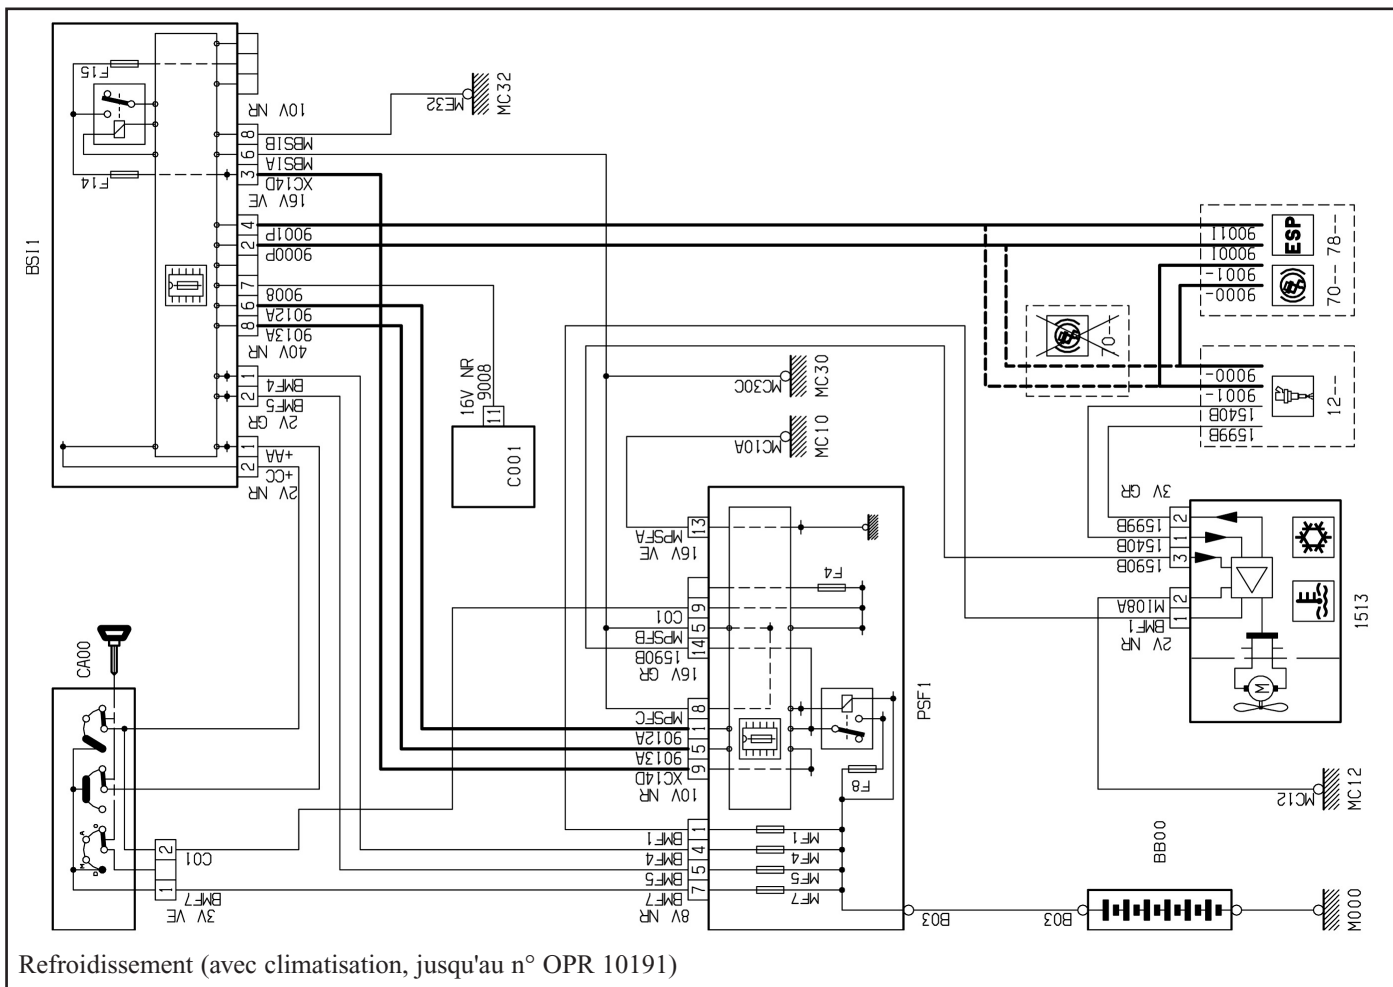 BSI1
F15
F14
10V NR
8
MBSIB
6
MBSIA
3
XC14D
16V VE
4
9001P
2
9000P
7
9008
6
9012A
8
9013A
40V NR
1
BMF4
2
BMF5
2V GR
1
+AA
2
+CC
2V NR
ME32
MC32
16V NR
9008
11
C001
MC30C
MC30
MC10A
MC10
9001I
9000I
9001-
9000-
ESP
78--
70--
70--
9000-
9001-
1540B
1599B
12--
3V GR
2
1599B
1
1540B
3
1590B
2
MI08A
1
BMF1
2V NR
1513
M
MC12
MC12
CA00
2
C01
1
BMF7
3V VE
13
MPSFA
16V VE
F4
9
C01
5
MPSFB
14
1590B
16V GR
8
MPSFC
1
9012A
5
9013A
9
XC14D
10V NR
F8
PSF1
1
BMF1
MF1
4
BMF4
MF4
5
BMF5
MF5
7
BMF7
MF7
8V NR
B03
B03
BB00
M000
Refroidissement (avec climatisation, jusqu'au n° OPR 10191)